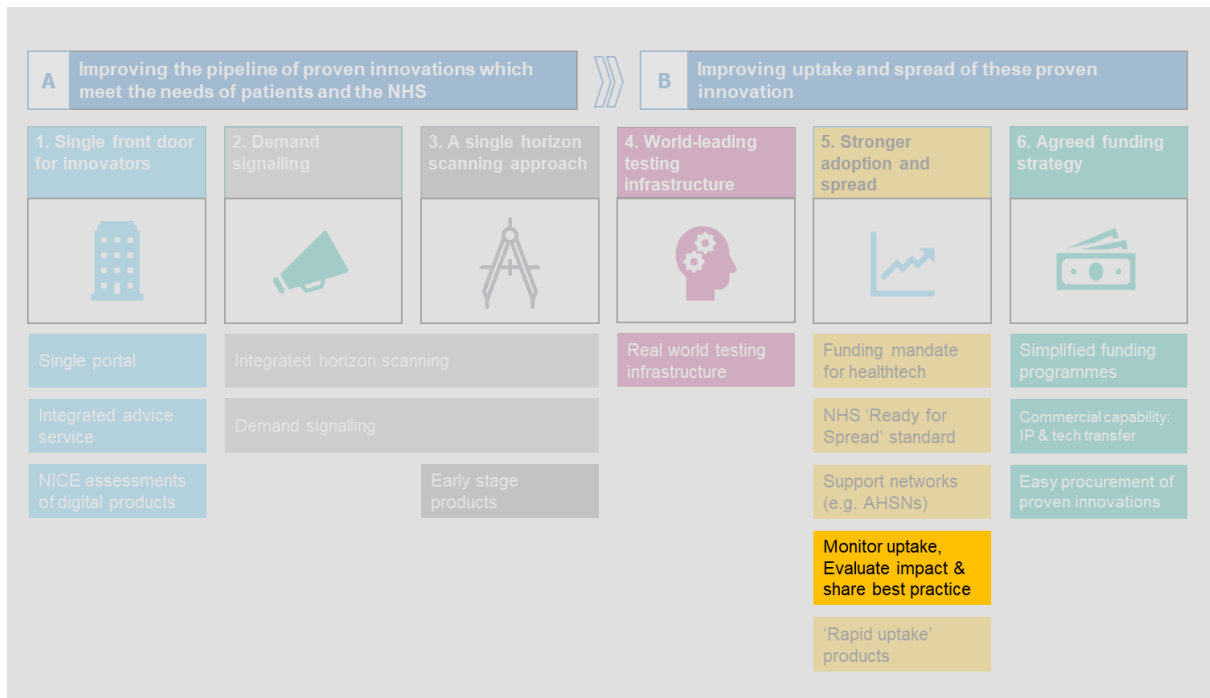 A
Improving the pipeline of proven innovations which
meet the needs of patients and the NHS
B
Improving uptake and spread of these proven
innovation
1. Single front door
for innovators
2. Demand
signalling
3. A single horizon
scanning approach
4. World-leading
testing
infrastructure
5. Stronger
adoption and
spread
6. Agreed funding
strategy
Single portal
Integrated advice
service
NICE assessments
of digital products
Integrated horizon scanning
Demand signalling
Early stage
products
Real world testing
infrastructure
Funding mandate
for healthtech
NHS ‘Ready for
Spread’ standard
Support networks
(e.g. AHSNs)
Monitor uptake,
Evaluate impact &
share best practice
‘Rapid uptake’
products
Simplified funding
programmes
Commercial capability:
IP & tech transfer
Easy procurement of
proven innovations